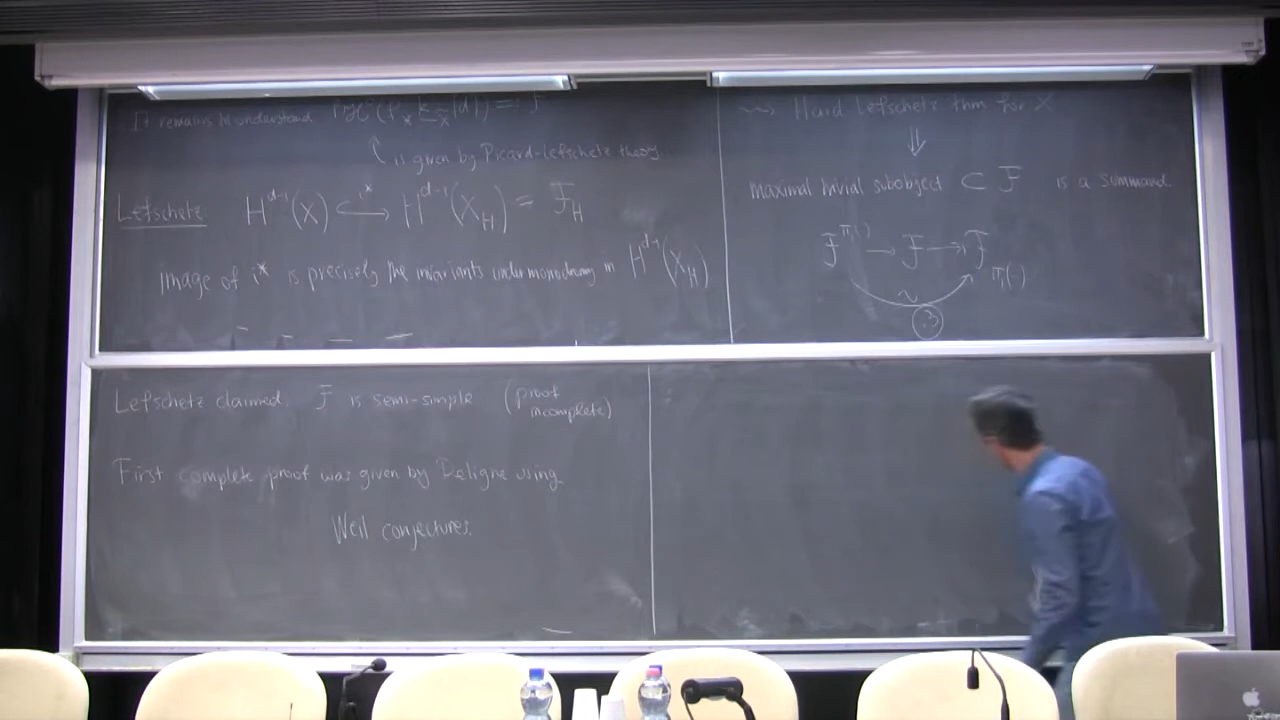 It remains to understand
is given by Picard-Lefschetz theory
Lefschetz: H^{d-1}(X) ↪^{i*} H^{d-1}(X_H) = F_H
Image of i* is precisely the invariants under monodromy in H^{d-1}(X_H)
⇝ Hard Lefschetz thm for X
⇓
maximal trivial subobject ⊂ F is a summand.
F^{π_1(·)} → F ↠ F_{π_1(·)}
~
Lefschetz claimed F is semi-simple (proof incomplete)
First complete proof was given by Deligne using
Weil conjectures.